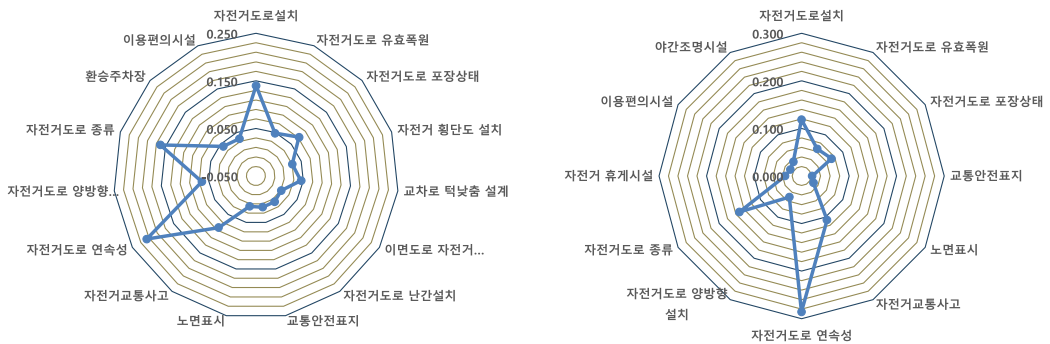 자전거도로설치
0.250
자전거도로 유효폭원
이용편의시설
환승주차장
자전거도로 포장상태
0.150
자전거도로 종류
0.050
자전거 횡단도 설치
자전거도로 양방향...
-0.050
교차로 턱낮춤 설계
자전거도로 연속성
이면도로 자전거...
자전거교통사고
자전거도로 난간설치
노면표시
교통안전표지
자전거도로설치
0.300
야간조명시설
자전거도로 유효폭원
0.200
이용편의시설
자전거도로 포장상태
0.100
자전거 휴게시설
0.000
교통안전표지
자전거도로 종류
노면표시
자전거도로 양방향
설치
자전거교통사고
자전거도로 연속성